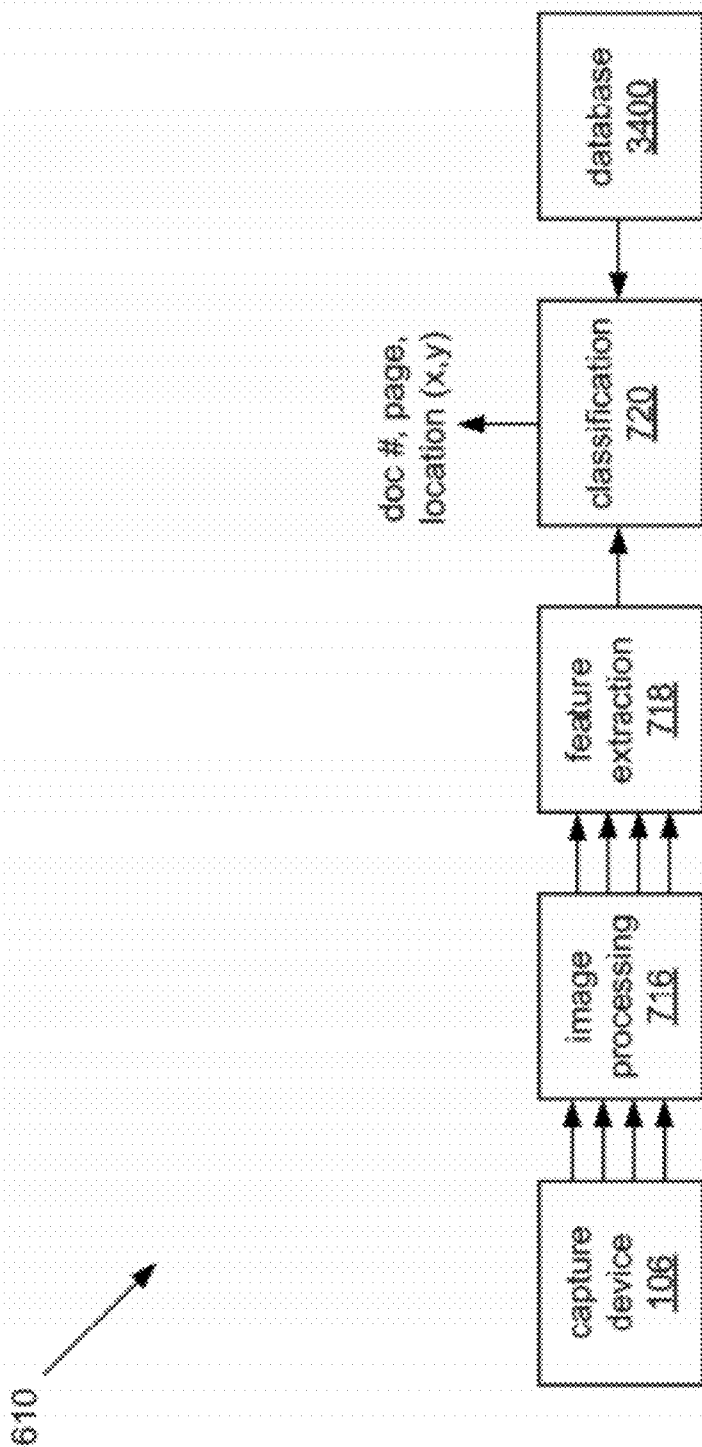 610
capture
device
106
image
processing
716
feature
extraction
718
doc #, page,
location (x,y)
classification
720
database
3400